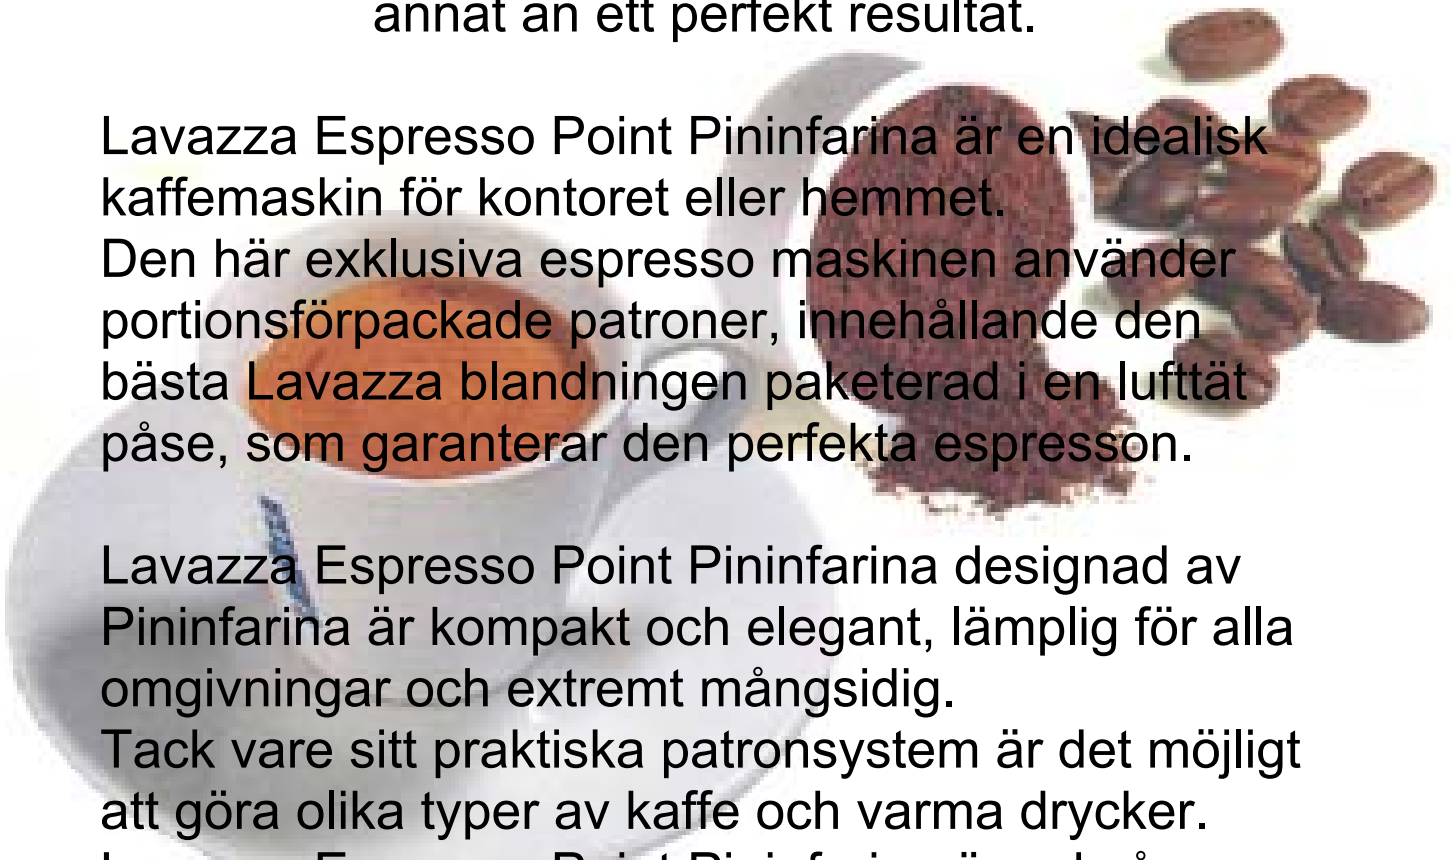 annat än ett perfekt resultat.
Lavazza Espresso Point Pininfarina är en idealisk
kaffemaskin för kontoret eller hemmet.
Den här exklusiva espresso maskinen använder
portionsförpackade patroner, innehållande den
bästa Lavazza blandningen paketerad i en lufttät
påse, som garanterar den perfekta espresson.
Lavazza Espresso Point Pininfarina designad av
Pininfarina är kompakt och elegant, lämplig för alla
omgivningar och extremt mångsidig.
Tack vare sitt praktiska patronsystem är det möjligt
att göra olika typer av kaffe och varma drycker.